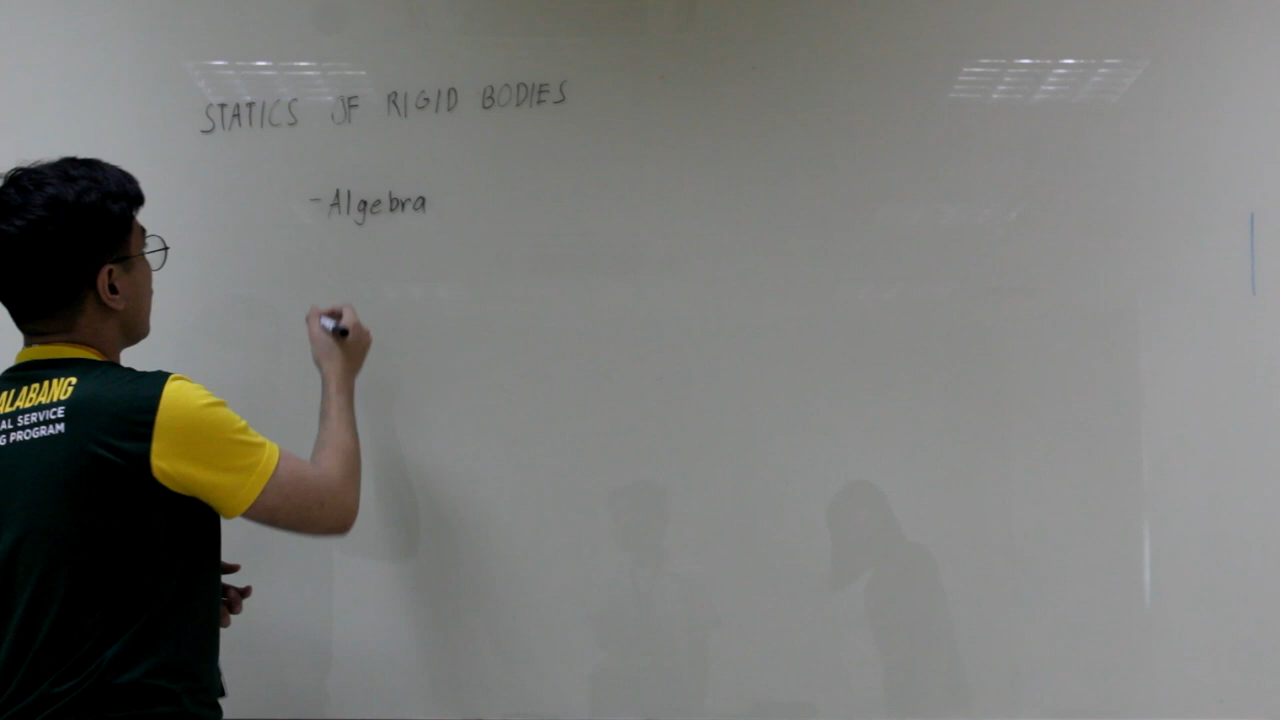 STATICS OF RIGID BODIES
-Algebra
ALABANG
AL SERVICE
G PROGRAM